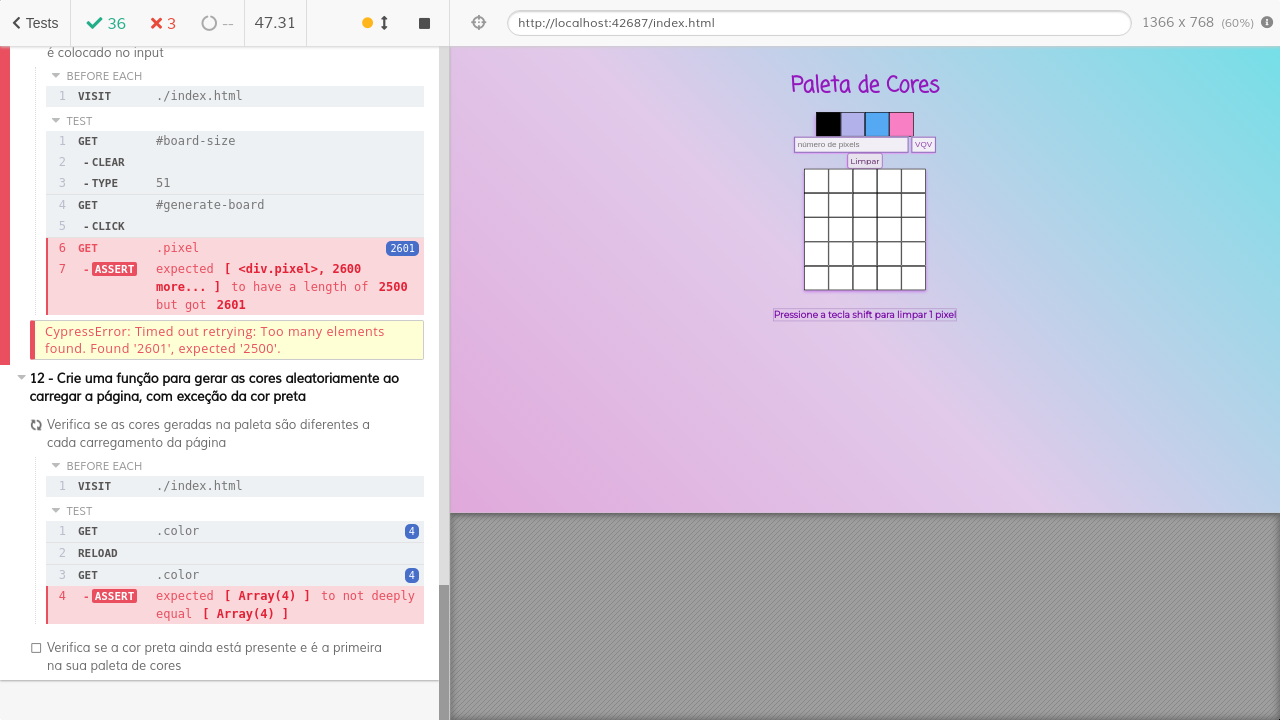 Tests
36
3
--
47.31
é colocado no input
BEFORE EACH
1 VISIT ./index.html
TEST
1 GET #board-size
2 - CLEAR
3 - TYPE 51
4 GET #generate-board
5 - CLICK
6 GET .pixel 2601
7 - ASSERT expected [ <div.pixel>, 2600
more... ] to have a length of 2500
but got 2601
CypressError: Timed out retrying: Too many elements
found. Found '2601', expected '2500'.
12 - Crie uma função para gerar as cores aleatoriamente ao
carregar a página, com exceção da cor preta
Verifica se as cores geradas na paleta são diferentes a
cada carregamento da página
BEFORE EACH
1 VISIT ./index.html
TEST
1 GET .color 4
2 RELOAD
3 GET .color 4
4 - ASSERT expected [ Array(4) ] to not deeply
equal [ Array(4) ]
Verifica se a cor preta ainda está presente e é a primeira
na sua paleta de cores
http://localhost:42687/index.html
1366 x 768 (60%)
Paleta de Cores
número de pixels VQV
Limpar
Pressione a tecla shift para limpar 1 pixel